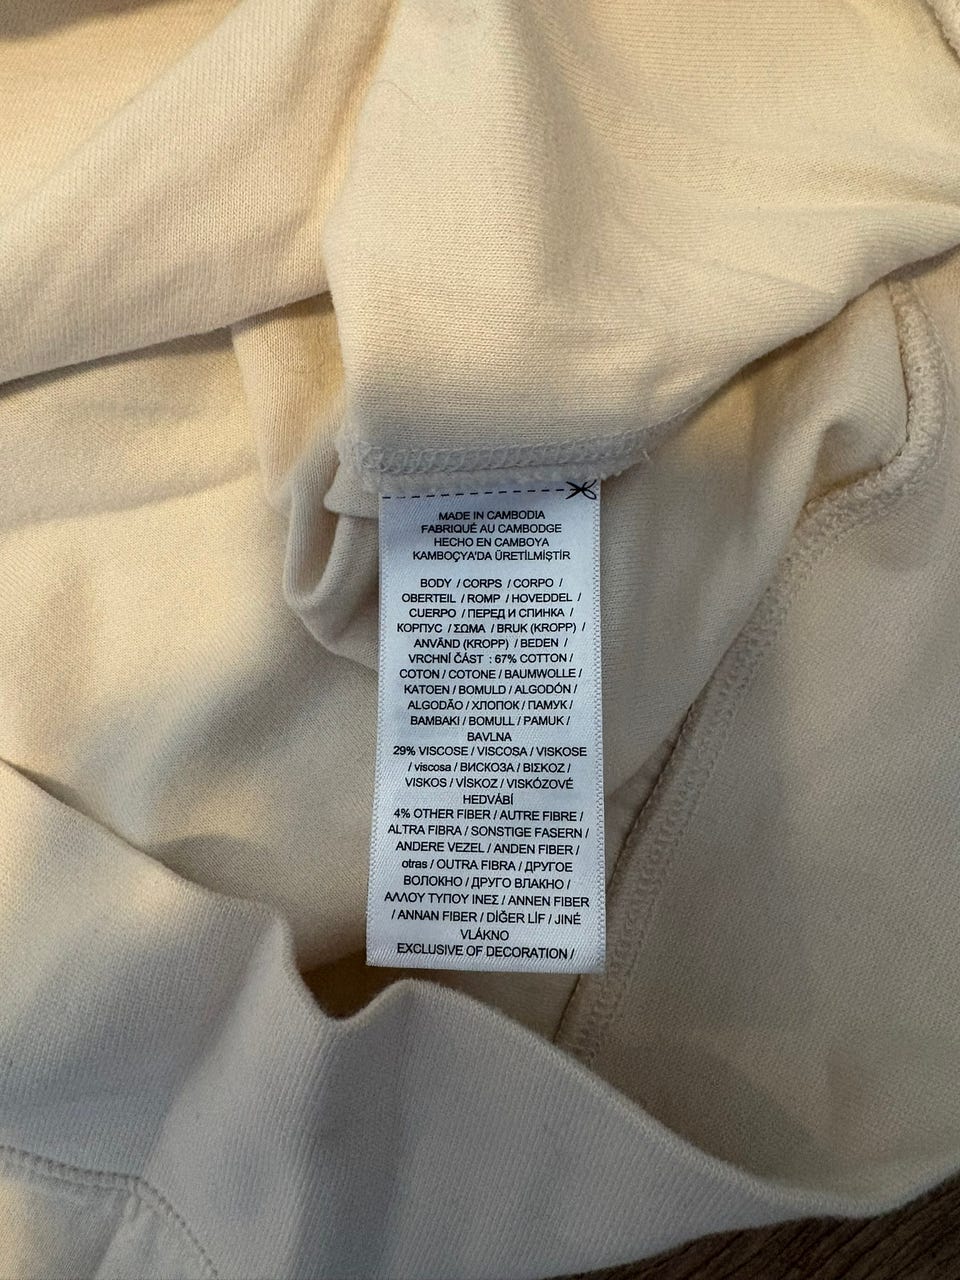 MADE IN CAMBODIA
FABRIQUÉ AU CAMBODGE
HECHO EN CAMBOYA
KAMBOÇYA'DA ÜRETİLMİŞTİR
BODY / CORPS / CORPO /
OBERTEIL / ROMP / HOVEDDEL /
CUERPO / ПЕРЕД И СПИНКА /
КОРПУС / ΣΩΜΑ / BRUK (KROPP) /
ANVÄND (KROPP) / BEDEN /
VRCHNÍ ČÁST : 67% COTTON /
COTON / COTONE / BAUMWOLLE /
KATOEN / BOMULD / ALGODÓN /
ALGODÃO / ХЛОПОК / ПАМУК /
BAMBAKI / BOMULL / PAMUK /
BAVLNA
29% VISCOSE / VISCOSA / VISKOSE
/ viscosa / ВИСКОЗА / ΒΙΣΚΟΖ /
VISKOS / VİSKOZ / VISKÓZOVÉ
HEDVÁBÍ
4% OTHER FIBER / AUTRE FIBRE /
ALTRA FIBRA / SONSTIGE FASERN /
ANDERE VEZEL / ANDEN FIBER /
otras / OUTRA FIBRA / ДРУГОЕ
ВОЛОКНО / ДРУГО ВЛАКНО /
ΑΛΛΟΥ ΤΥΠΟΥ ΙΝΕΣ / ANNEN FIBER
/ ANNAN FIBER / DİĞER LİF / JINÉ
VLÁKNO
EXCLUSIVE OF DECORATION /